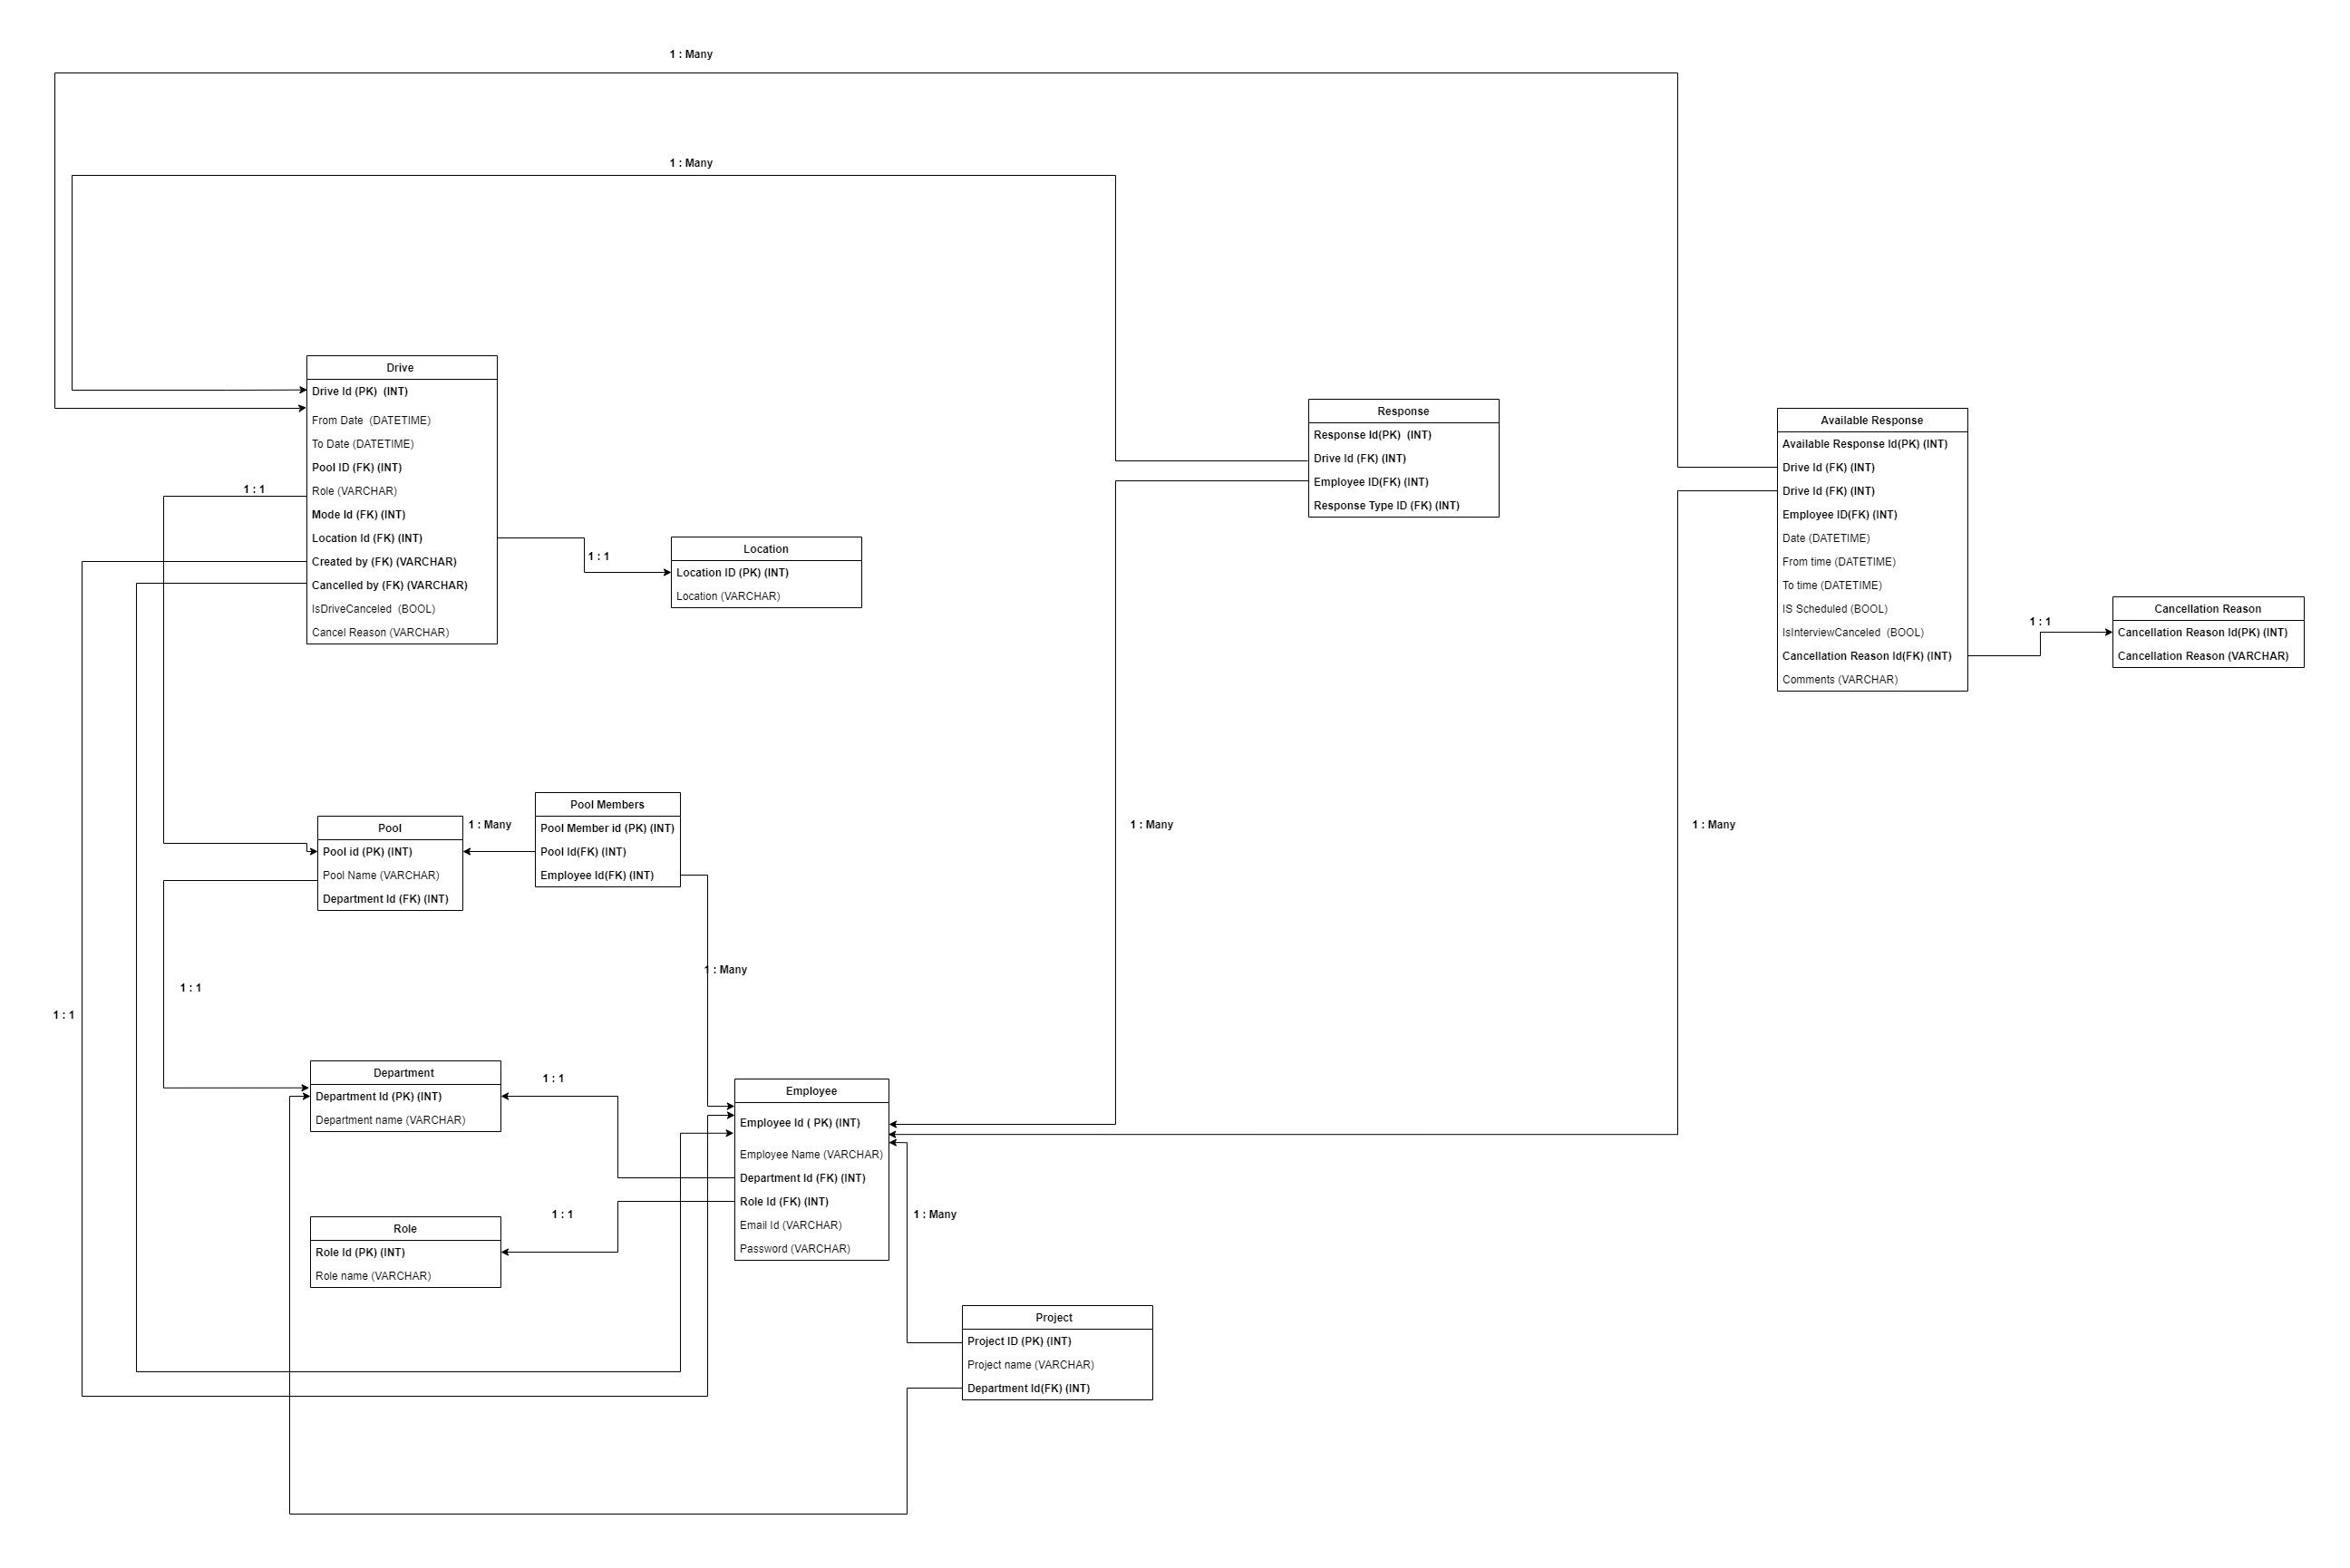 1 : Many
1 : Many
Drive
Drive Id (PK)  (INT)
From Date  (DATETIME)
To Date (DATETIME)
Pool ID (FK) (INT)
Role (VARCHAR)
Mode Id (FK) (INT)
Location Id (FK) (INT)
Created by (FK) (VARCHAR)
Cancelled by (FK) (VARCHAR)
IsDriveCanceled  (BOOL)
Cancel Reason (VARCHAR)
1 : 1
1 : 1
Location
Location ID (PK) (INT)
Location (VARCHAR)
Response
Response Id(PK)  (INT)
Drive Id (FK) (INT)
Employee ID(FK) (INT)
Response Type ID (FK) (INT)
Available Response
Available Response Id(PK) (INT)
Drive Id (FK) (INT)
Drive Id (FK) (INT)
Employee ID(FK) (INT)
Date (DATETIME)
From time (DATETIME)
To time (DATETIME)
IS Scheduled (BOOL)
IsInterviewCanceled  (BOOL)
Cancellation Reason Id(FK) (INT)
Comments (VARCHAR)
1 : 1
Cancellation Reason
Cancellation Reason Id(PK) (INT)
Cancellation Reason (VARCHAR)
Pool
Pool id (PK) (INT)
Pool Name (VARCHAR)
Department Id (FK) (INT)
1 : Many
Pool Members
Pool Member id (PK) (INT)
Pool Id(FK) (INT)
Employee Id(FK) (INT)
1 : Many
1 : Many
1 : Many
1 : 1
1 : 1
Department
Department Id (PK) (INT)
Department name (VARCHAR)
1 : 1
Employee
Employee Id ( PK) (INT)
Employee Name (VARCHAR)
Department Id (FK) (INT)
Role Id (FK) (INT)
Email Id (VARCHAR)
Password (VARCHAR)
1 : 1
1 : Many
Role
Role Id (PK) (INT)
Role name (VARCHAR)
Project
Project ID (PK) (INT)
Project name (VARCHAR)
Department Id(FK) (INT)